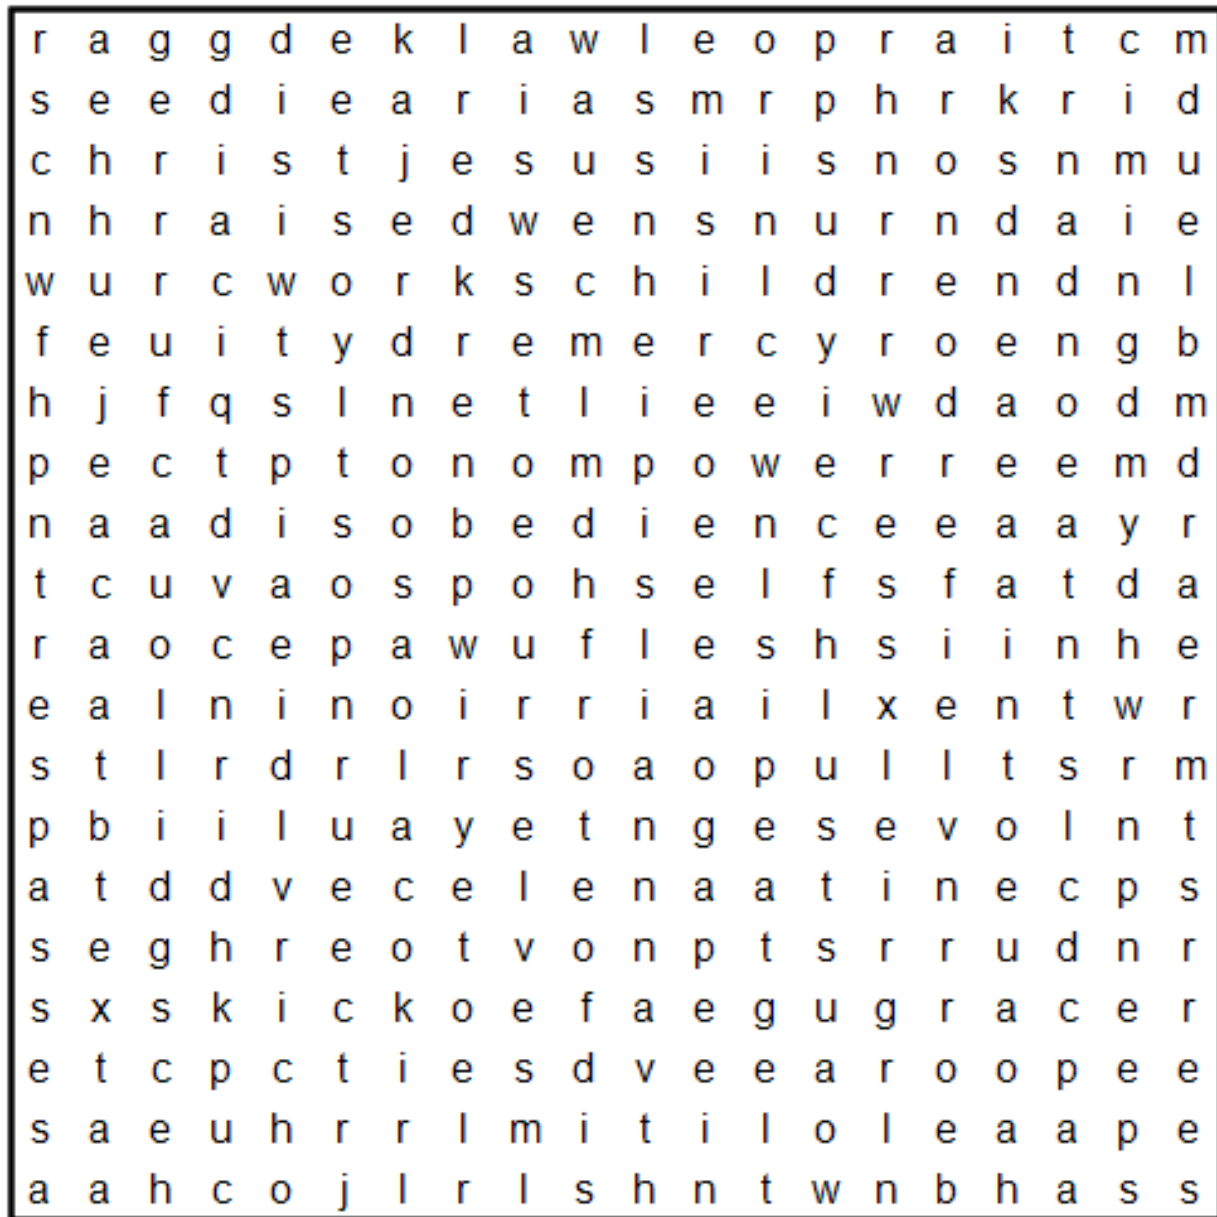 r a g g d e k l a w l e o p r a i t c m
s e e d i e a r i a s m r p h r k r i d
c h r i s t j e s u s i i s n o s n m u
n h r a i s e d w e n s n u r n d a i e
w u r c w o r k s c h i l d r e n d n l
f e u i t y d r e m e r c y r o e n g b
h j f q s l n e t l i e e i w d a o d m
p e c t p t o n o m p o w e r r e e m d
n a a d i s o b e d i e n c e e a a y r
t c u v a o s p o h s e l f s f a t d a
r a o c e p a w u f l e s h s i i n h e
e a l n i n o i r r i a i l x e n t w r
s t l r d r l r s o a o p u l l t s r m
p b i i l u a y e t n g e s e v o l n t
a t d d v e c e l e n a a t i n e c p s
s e g h r e o t v o n p t s r r u d n r
s x s k i c k o e f a e g u g r a c e r
e t c p c t i e s d v e e a r o o p e e
s a e u h r r l m i t i l o l e a a p e
a a h c o j l r l s h n t w n b h a s s